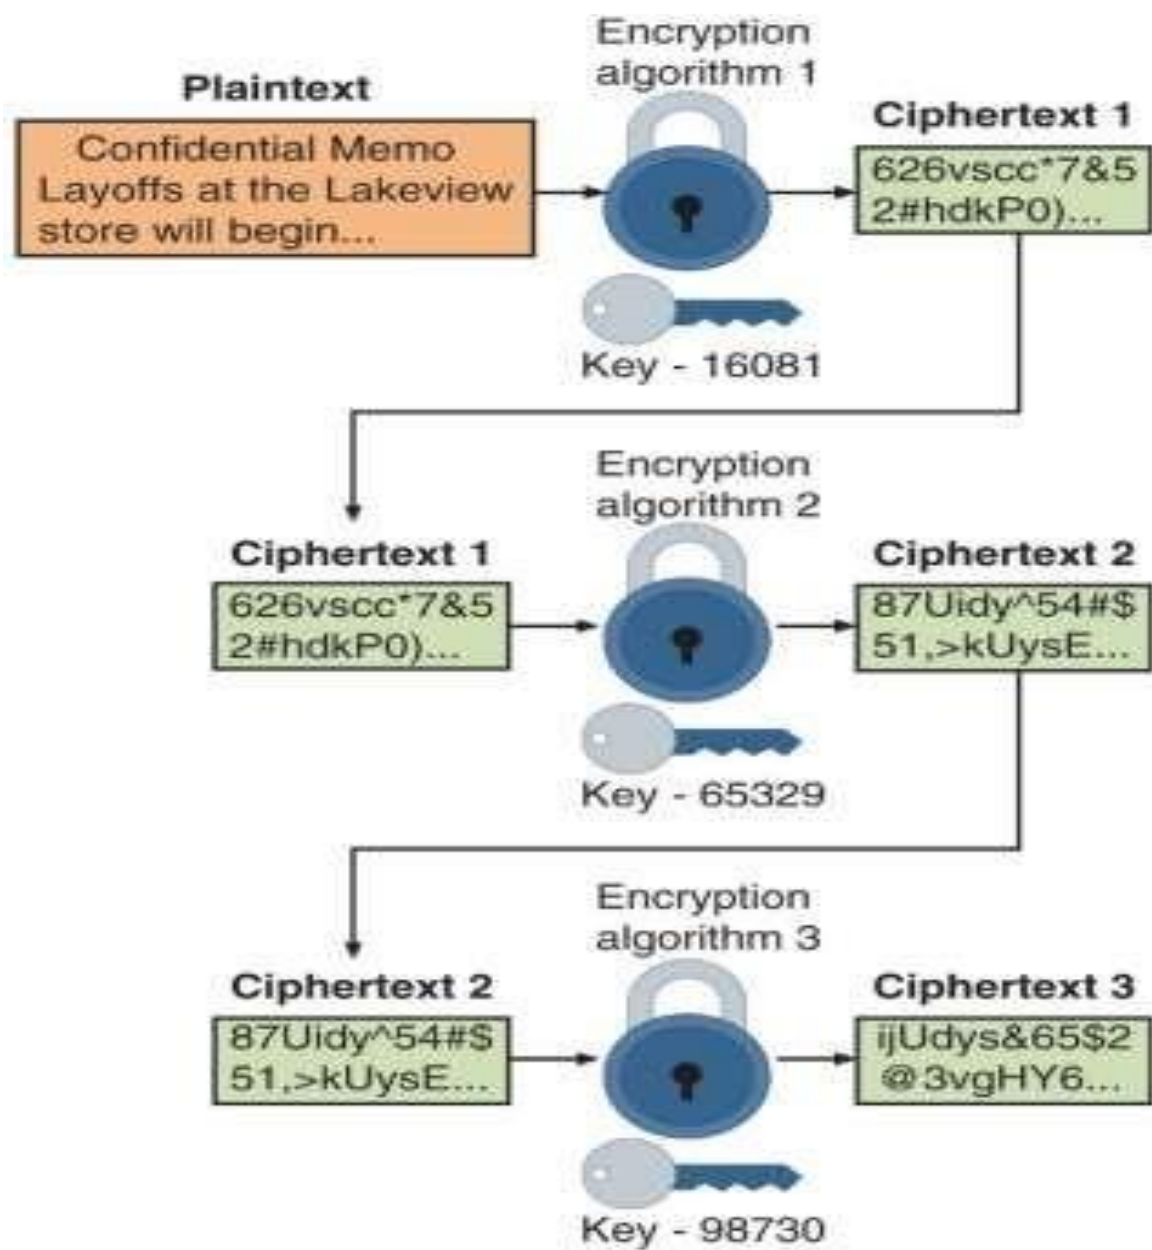 Encryption
algorithm 1
Plaintext
Confidential Memo
Layoffs at the Lakeview
store will begin...
Ciphertext 1
626vscc*7&5
2#hdkP0)...
Key - 16081
Encryption
algorithm 2
Ciphertext 1
626vscc*7&5
2#hdkP0)...
Ciphertext 2
87Uidy^54#$
51,>kUysE...
Key - 65329
Encryption
algorithm 3
Ciphertext 2
87Uidy^54#$
51,>kUysE...
Ciphertext 3
ijUdys&65$2
@3vgHY6...
Key - 98730